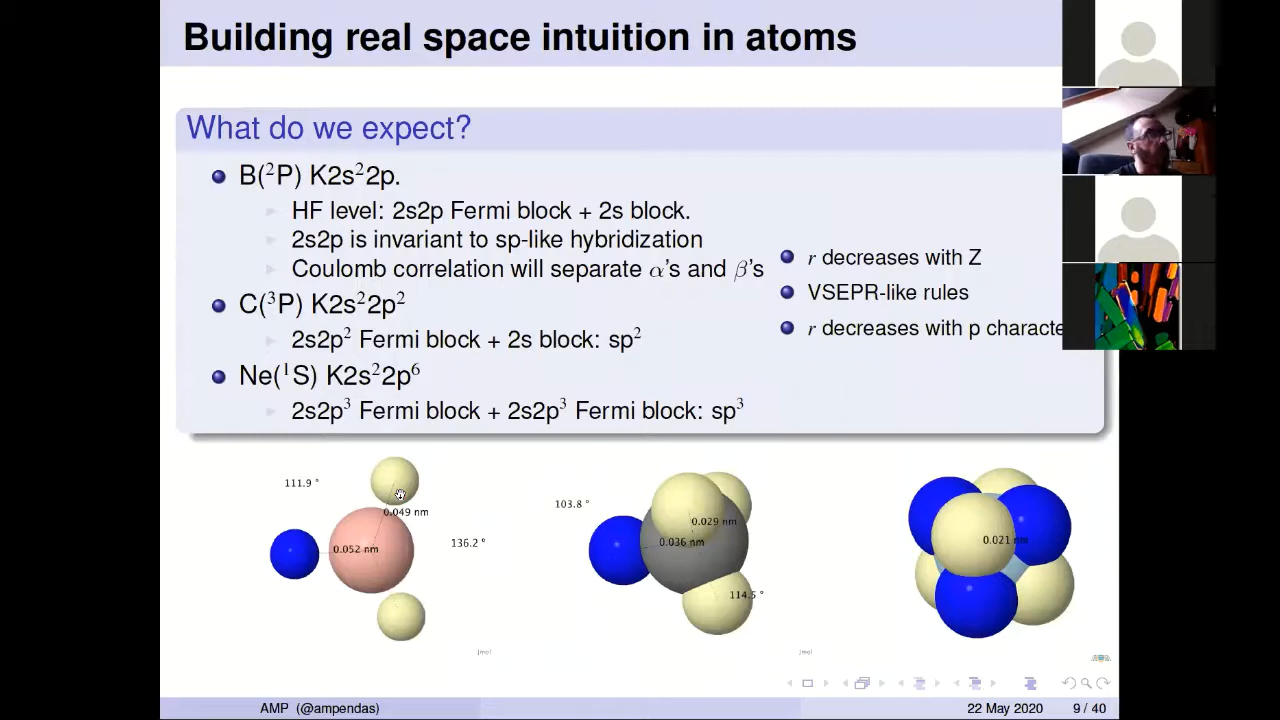 Building real space intuition in atoms
What do we expect?
B(²P) K2s²2p.
HF level: 2s2p Fermi block + 2s block.
2s2p is invariant to sp-like hybridization
Coulomb correlation will separate α's and β's
C(³P) K2s²2p²
2s2p² Fermi block + 2s block: sp²
Ne(¹S) K2s²2p⁶
2s2p³ Fermi block + 2s2p³ Fermi block: sp³
r decreases with Z
VSEPR-like rules
r decreases with p characte
111.9 °
0.049 nm
0.052 nm
136.2 °
jmol
103.8 °
0.029 nm
0.036 nm
114.5 °
jmol
0.021 nm
AMP (@ampendas)
22 May 2020
9 / 40